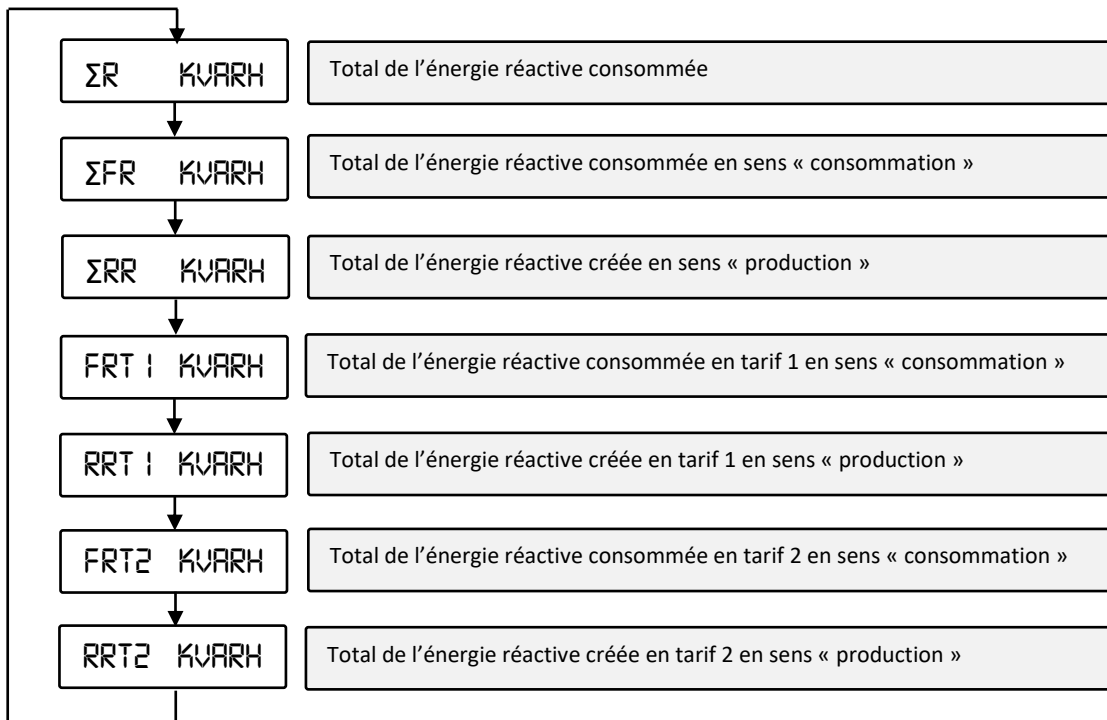 ΣR KVARH Total de l’énergie réactive consommée
ΣFR KVARH Total de l’énergie réactive consommée en sens « consommation »
ΣRR KVARH Total de l’énergie réactive créée en sens « production »
FRT1 KVARH Total de l’énergie réactive consommée en tarif 1 en sens « consommation »
RRT1 KVARH Total de l’énergie réactive créée en tarif 1 en sens « production »
FRT2 KVARH Total de l’énergie réactive consommée en tarif 2 en sens « consommation »
RRT2 KVARH Total de l’énergie réactive créée en tarif 2 en sens « production »